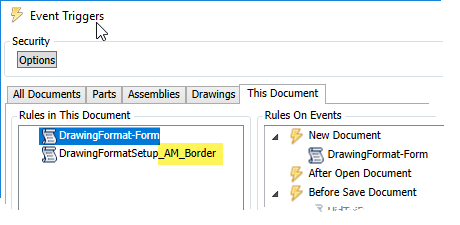 Event Triggers
Security
Options
All Documents
Parts
Assemblies
Drawings
This Document
Rules in This Document
DrawingFormat-Form
DrawingFormatSetup_AM_Border
Rules On Events
New Document
DrawingFormat-Form
After Open Document
Before Save Document